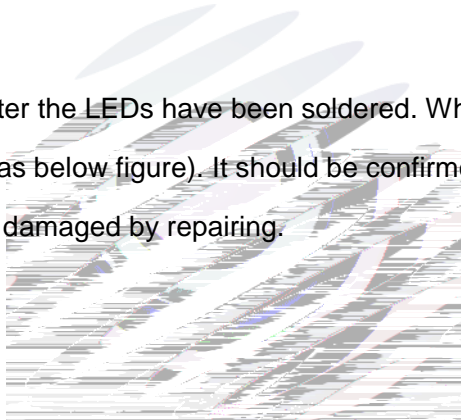 ter the LEDs have been soldered. Wh
as below figure). It should be confirme
damaged by repairing.